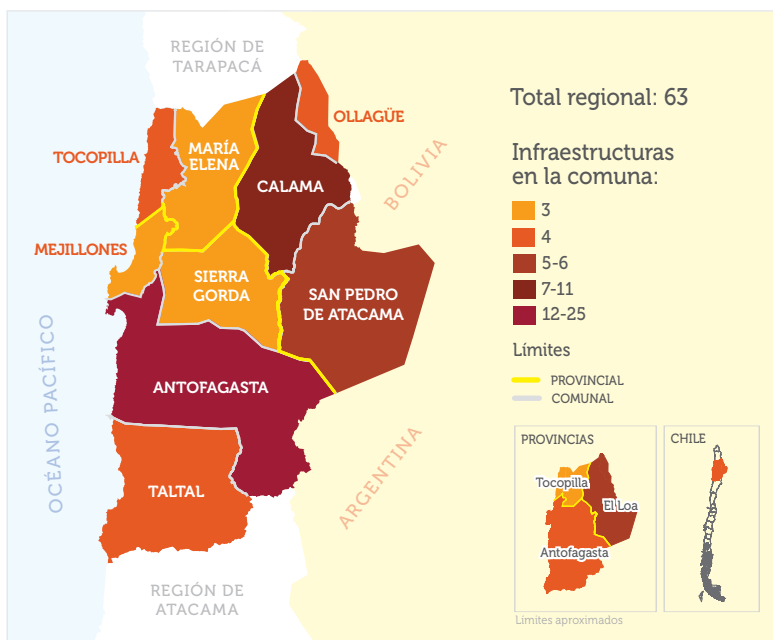 REGIÓN DE
TARAPACÁ
OLLAGÜE
TOCOPILLA
MARÍA
ELENA
CALAMA
BOLIVIA
MEJILLONES
SIERRA
GORDA
SAN PEDRO
DE ATACAMA
OCÉANO PACÍFICO
ANTOFAGASTA
ARGENTINA
TALTAL
REGIÓN DE
ATACAMA
Total regional: 63
Infraestructuras
en la comuna:
3
4
5-6
7-11
12-25
Límites
PROVINCIAL
COMUNAL
PROVINCIAS
Tocopilla
El Loa
Antofagasta
Límites aproximados
CHILE